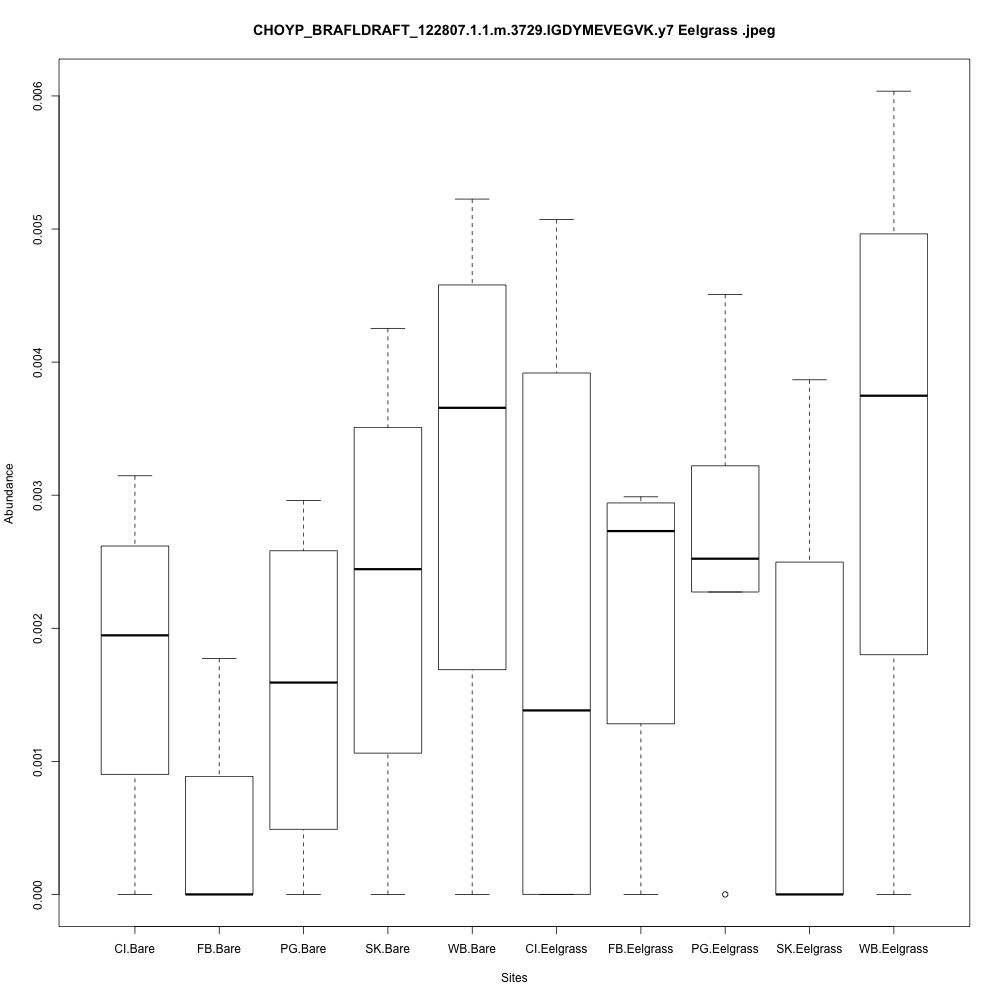 CHOYP_BRAFLDRAFT_122807.1.1.m.3729.IGDYMEVEGVK.y7 Eelgrass .jpeg
Abundance
0.006
0.005
0.004
0.003
0.002
0.001
0.000
CI.Bare FB.Bare PG.Bare SK.Bare WB.Bare CI.Eelgrass FB.Eelgrass PG.Eelgrass SK.Eelgrass WB.Eelgrass
Sites